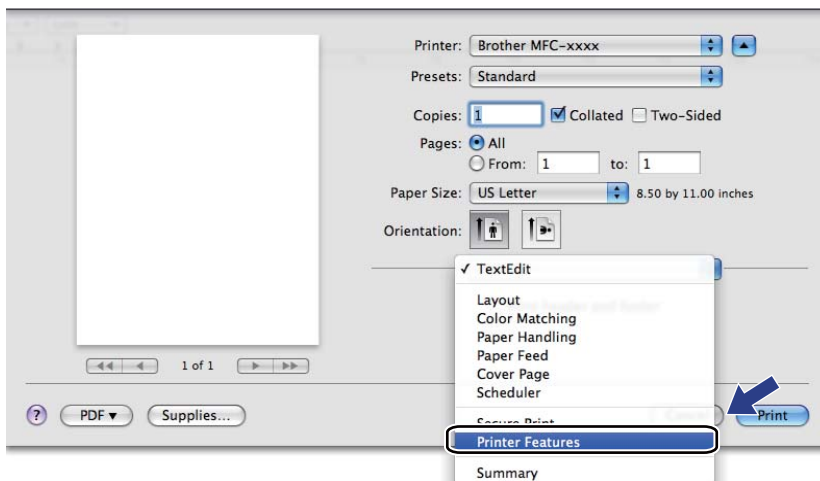 Printer: Brother MFC-xxxx
Presets: Standard
Copies: 1 Collated Two-Sided
Pages: All
From: 1 to: 1
Paper Size: US Letter 8.50 by 11.00 inches
Orientation:
TextEdit
Layout
Color Matching
Paper Handling
Paper Feed
Cover Page
Scheduler
Secure Print
Printer Features
Summary
1 of 1
? PDF Supplies... Print